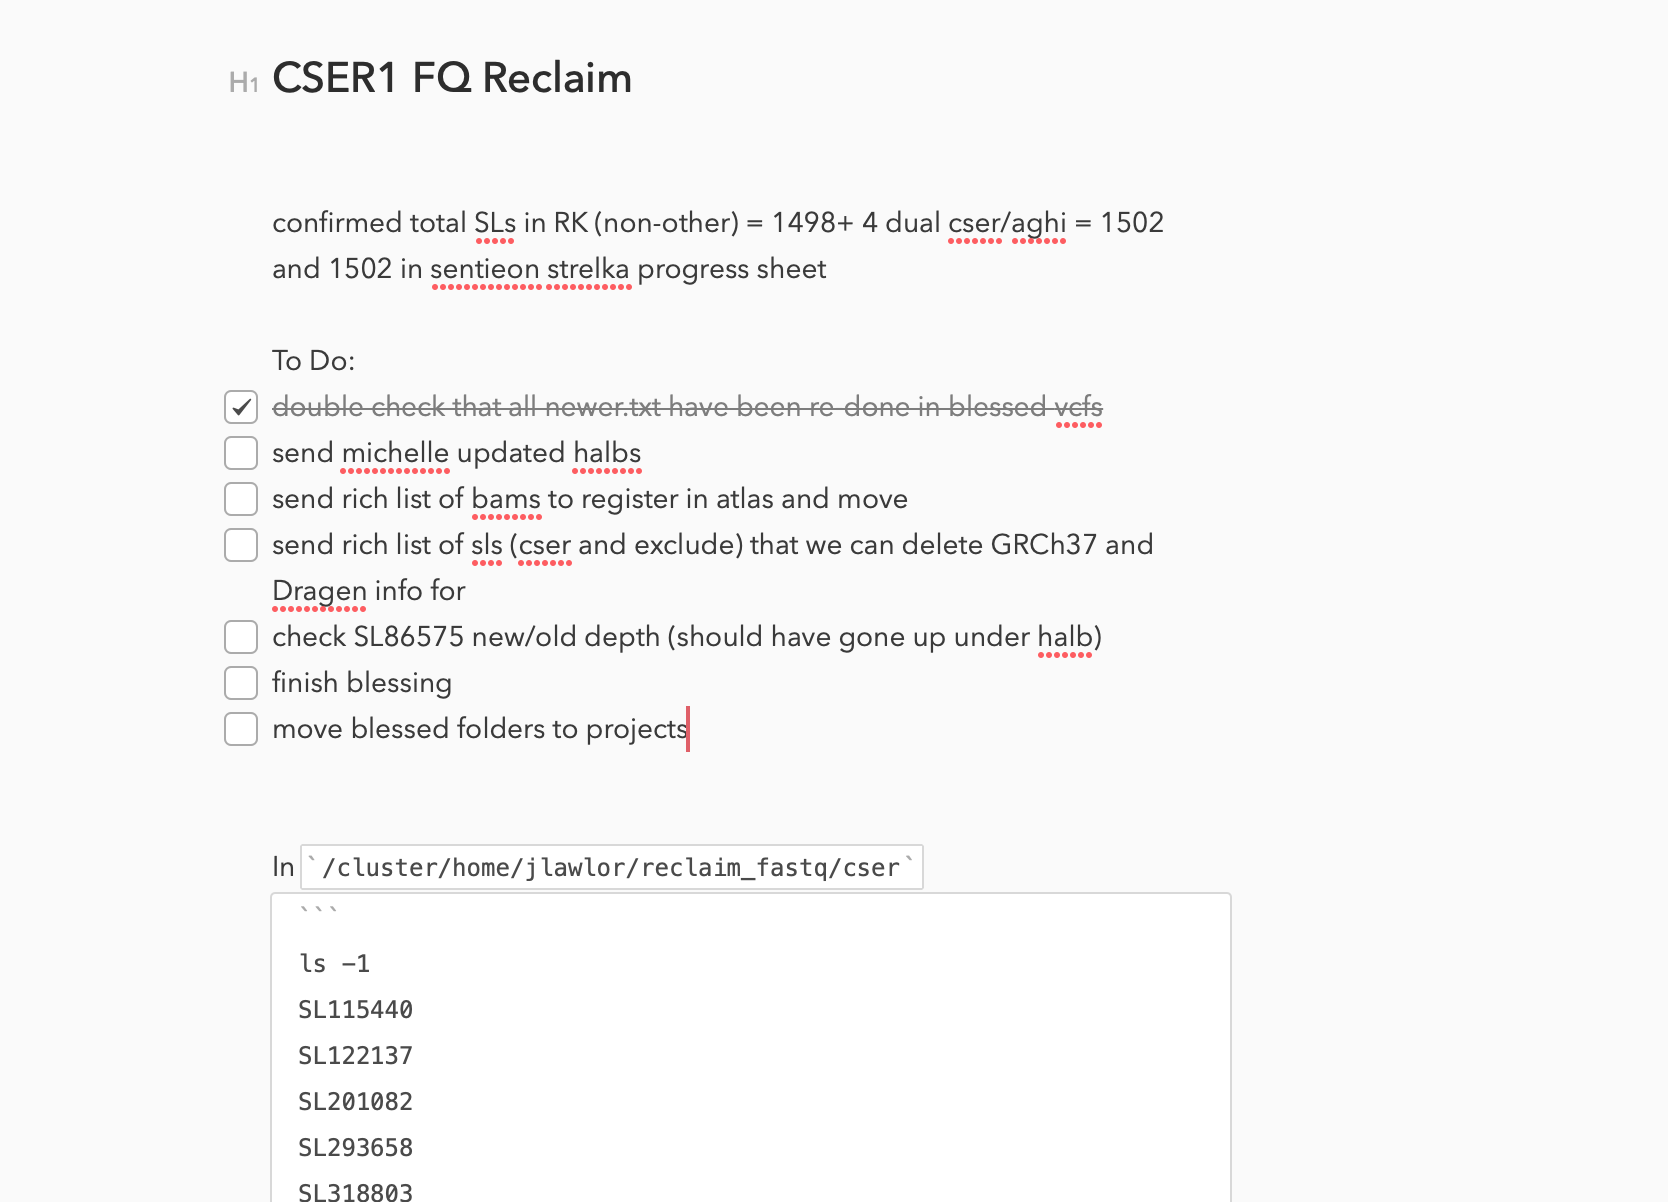 H1 CSER1 FQ Reclaim
confirmed total SLs in RK (non-other) = 1498+ 4 dual cser/aghi = 1502
and 1502 in sentieon strelka progress sheet
To Do:
double check that all newer.txt have been re-done in blessed vcfs
send michelle updated halbs
send rich list of bams to register in atlas and move
send rich list of sls (cser and exclude) that we can delete GRCh37 and
Dragen info for
check SL86575 new/old depth (should have gone up under halb)
finish blessing
move blessed folders to projects
In `/cluster/home/jlawlor/reclaim_fastq/cser`
```
ls -1
SL115440
SL122137
SL201082
SL293658
SL318803